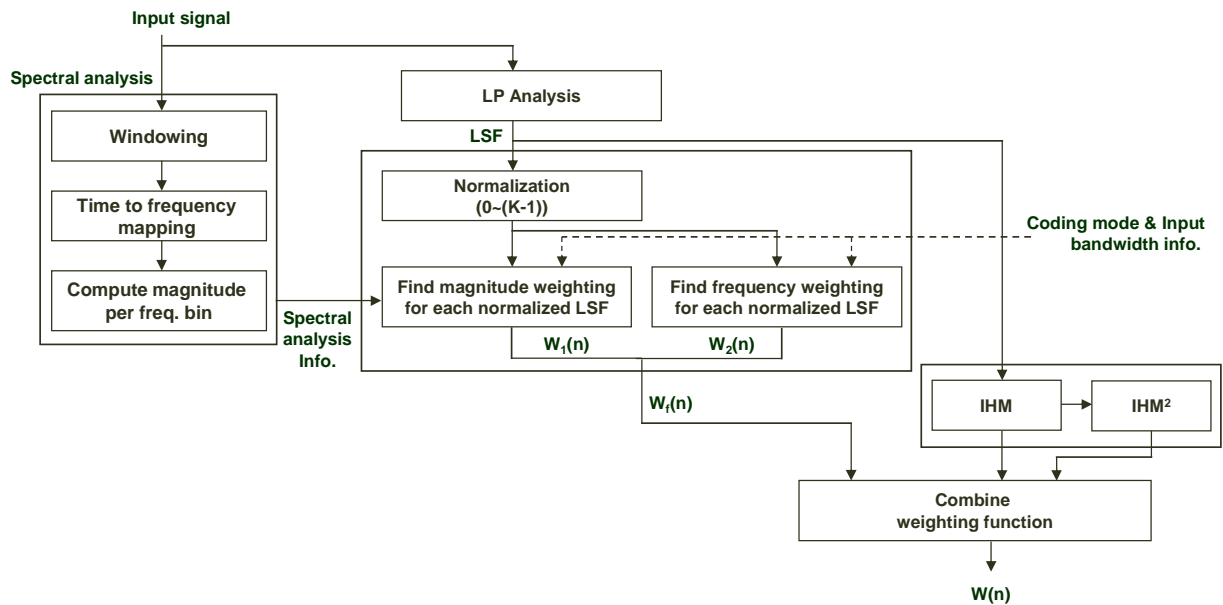 Input signal
Spectral analysis
LP Analysis
Windowing
LSF
Normalization
(0~(K-1))
Time to frequency
mapping
Coding mode & Input
bandwidth info.
Compute magnitude
per freq. bin
Find magnitude weighting
for each normalized LSF
Find frequency weighting
for each normalized LSF
Spectral
analysis
Info.
W₁(n)
W₂(n)
W_f(n)
IHM
IHM²
Combine
weighting function
W(n)